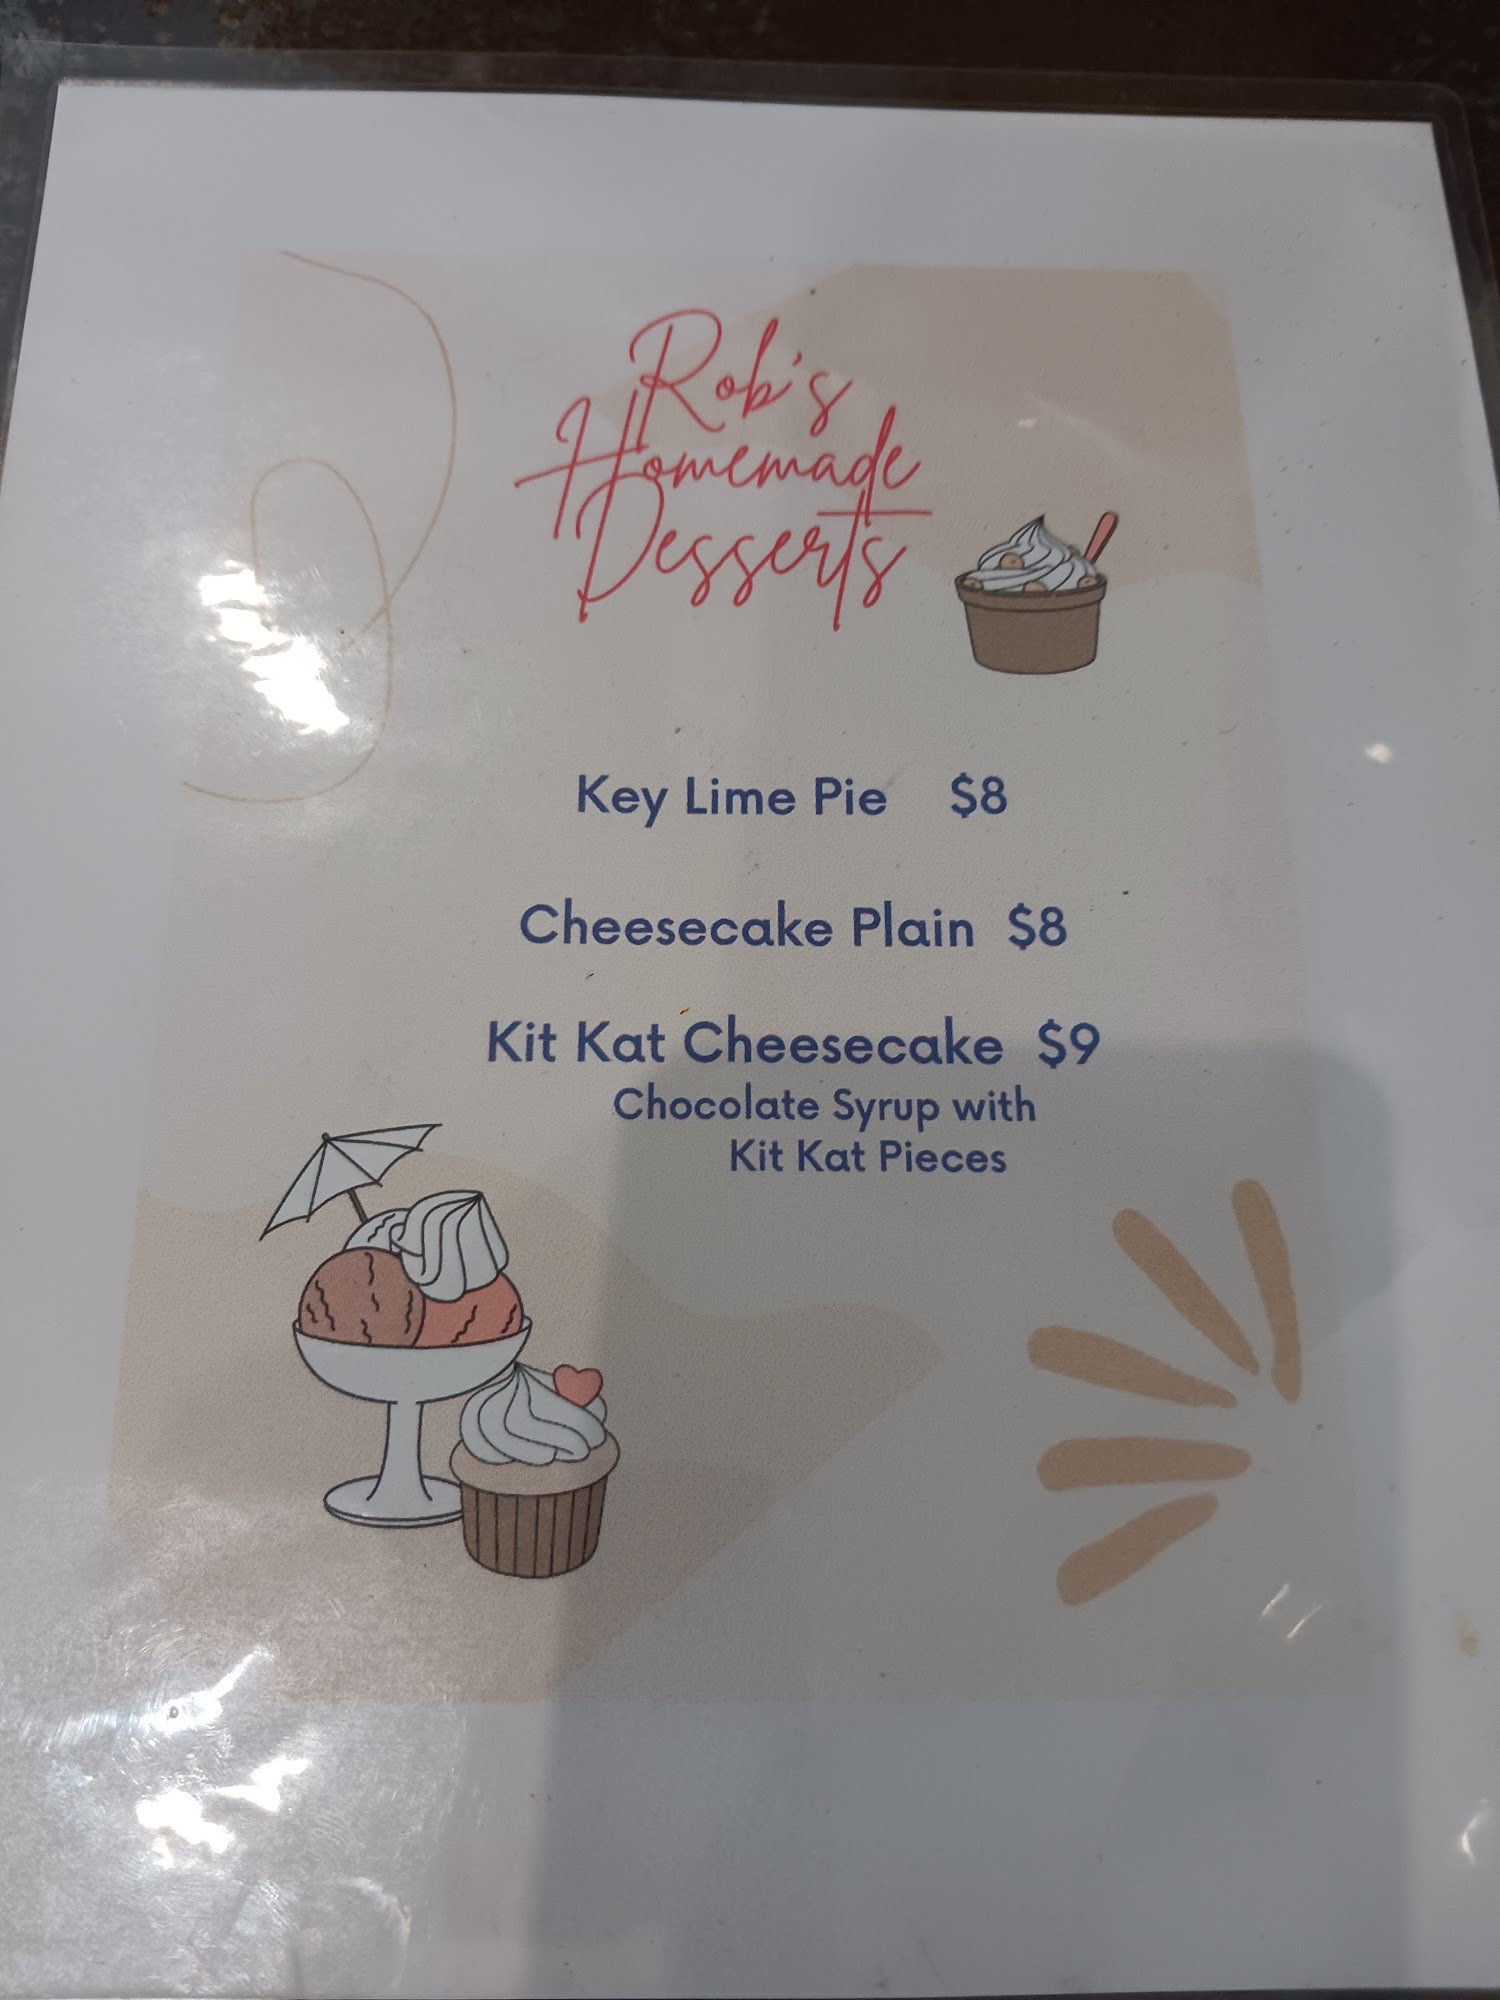 Rob's
Homemade
Desserts
Key Lime Pie $8
Cheesecake Plain $8
Kit Kat Cheesecake $9
Chocolate Syrup with
Kit Kat Pieces